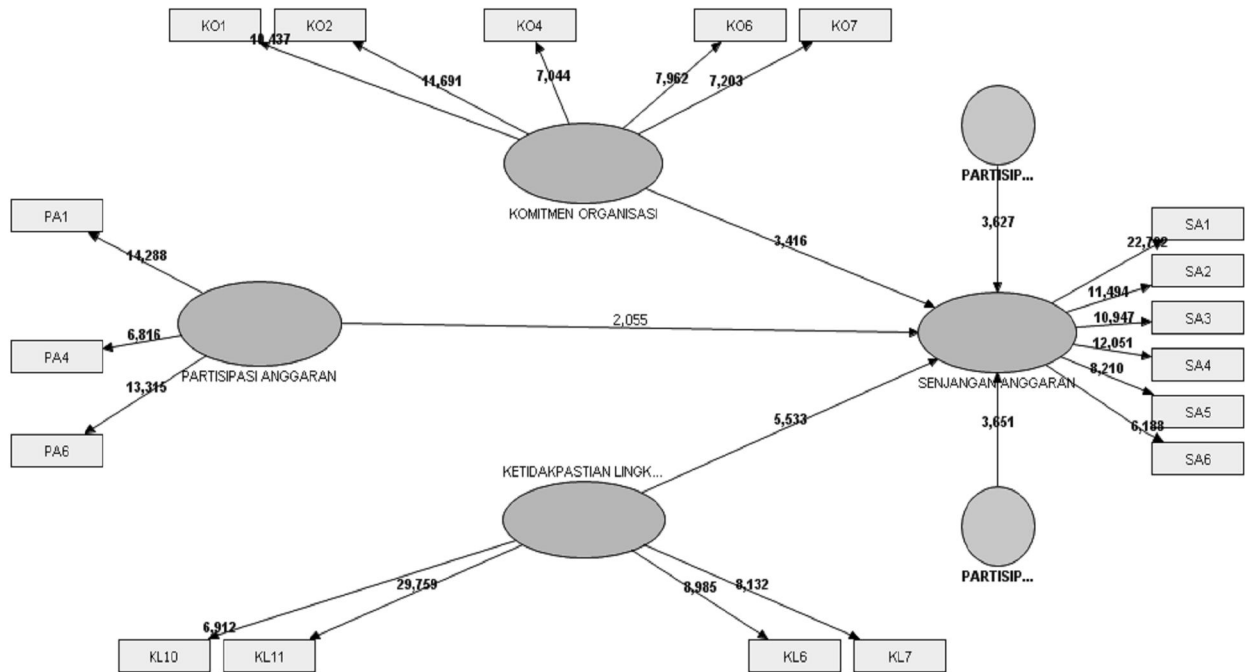 KO1
KO2
KO4
KO6
KO7
10,437
11,691
7,044
7,962
7,203
KOMITMEN ORGANISASI
PARTISIP...
3,627
3,416
PA1
14,288
6,816
PA4
13,315
PA6
PARTISIPASI ANGGARAN
2,055
SENJANGAN ANGGARAN
SA1
SA2
11,494
SA3
10,947
SA4
12,051
SA5
8,210
SA6
6,188
5,533
3,651
PARTISIP...
KETIDAKPASTIAN LINGK...
6,912
29,759
8,985
8,132
KL10
KL11
KL6
KL7